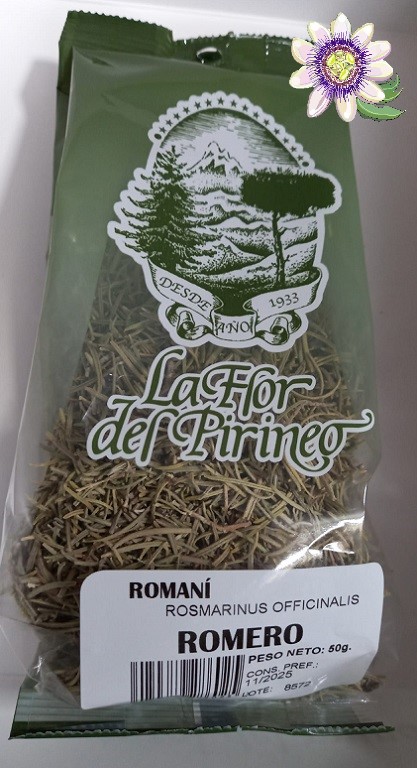 DESDE
AÑO
1933
La Flor
del Pirineo
ROMANÍ
ROSMARINUS OFFICINALIS
ROMERO
PESO NETO: 50g.
CONS. PREF.:
11/2025
LOTE: 8572